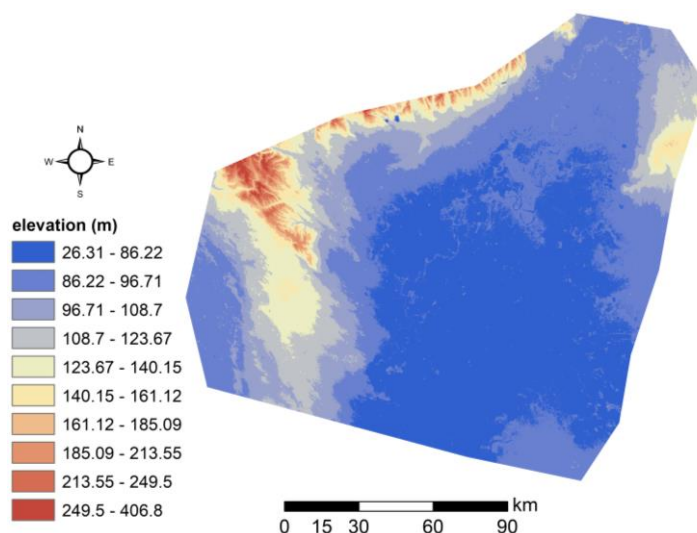 N
W E
S
elevation (m)
26.31 - 86.22
86.22 - 96.71
96.71 - 108.7
108.7 - 123.67
123.67 - 140.15
140.15 - 161.12
161.12 - 185.09
185.09 - 213.55
213.55 - 249.5
249.5 - 406.8
km
0 15 30 60 90